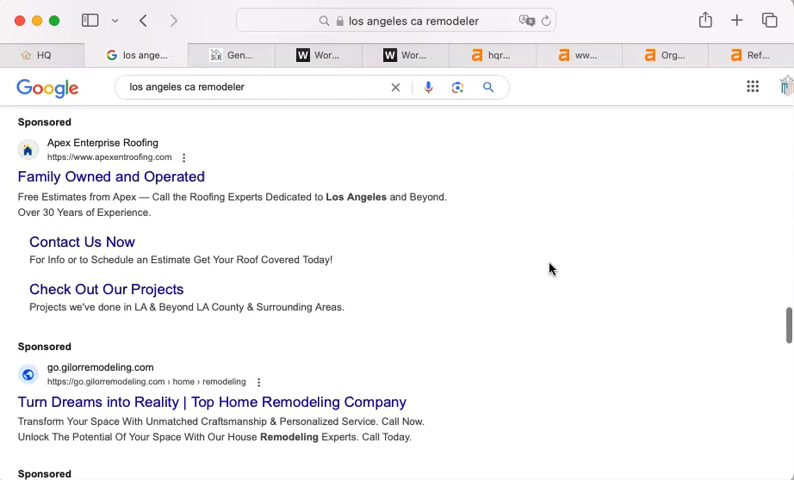 los angeles ca remodeler
HQ
los ange...
Gen...
Wor...
Wor...
hqr...
ww...
Org...
Ref...
Google
los angeles ca remodeler
Sponsored
Apex Enterprise Roofing
https://www.apexentroofing.com
Family Owned and Operated
Free Estimates from Apex — Call the Roofing Experts Dedicated to Los Angeles and Beyond.
Over 30 Years of Experience.
Contact Us Now
For Info or to Schedule an Estimate Get Your Roof Covered Today!
Check Out Our Projects
Projects we've done in LA & Beyond LA County & Surrounding Areas.
Sponsored
go.gilorremodeling.com
https://go.gilorremodeling.com › home › remodeling
Turn Dreams into Reality | Top Home Remodeling Company
Transform Your Space With Unmatched Craftsmanship & Personalized Service. Call Now.
Unlock The Potential Of Your Space With Our House Remodeling Experts. Call Today.
Sponsored